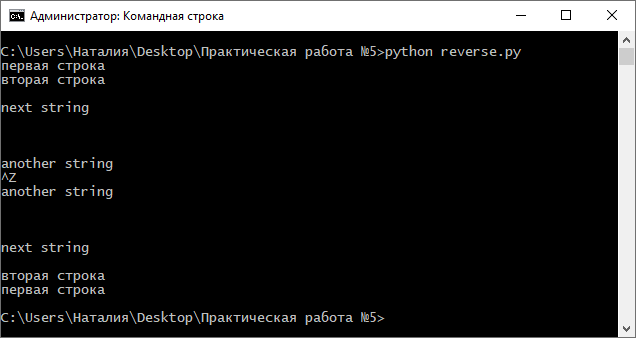 Администратор: Командная строка
C:\Users\Наталия\Desktop\Практическая работа №5>python reverse.py
первая строка
вторая строка
next string
another string
^Z
another string
next string
вторая строка
первая строка
C:\Users\Наталия\Desktop\Практическая работа №5>